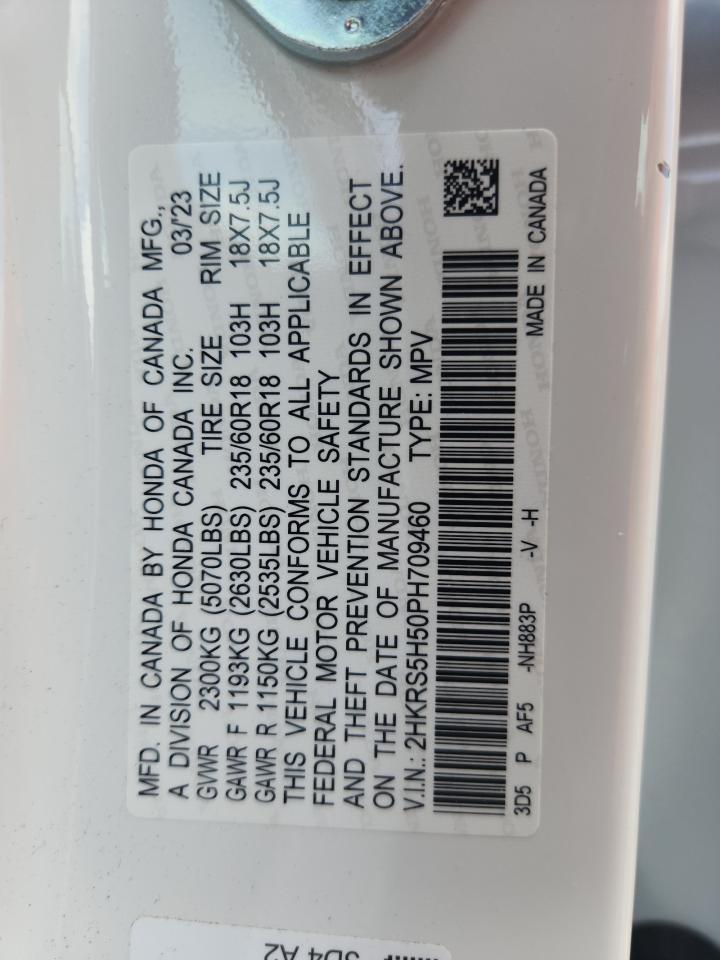 MFD. IN CANADA BY HONDA OF CANADA MFG.,
A DIVISION OF HONDA CANADA INC. 03/'23
GVWR 2300KG (5070LBS) TIRE SIZE RIM SIZE
GAWR F 1193KG (2630LBS) 235/60R18 103H 18X7.5J
GAWR R 1150KG (2535LBS) 235/60R18 103H 18X7.5J
THIS VEHICLE CONFORMS TO ALL APPLICABLE
FEDERAL MOTOR VEHICLE SAFETY
AND THEFT PREVENTION STANDARDS IN EFFECT
ON THE DATE OF MANUFACTURE SHOWN ABOVE.
V.I.N.: 2HKRS5H50PH709460 TYPE: MPV
3D5 P AF5 -NH883P -V -H MADE IN CANADA